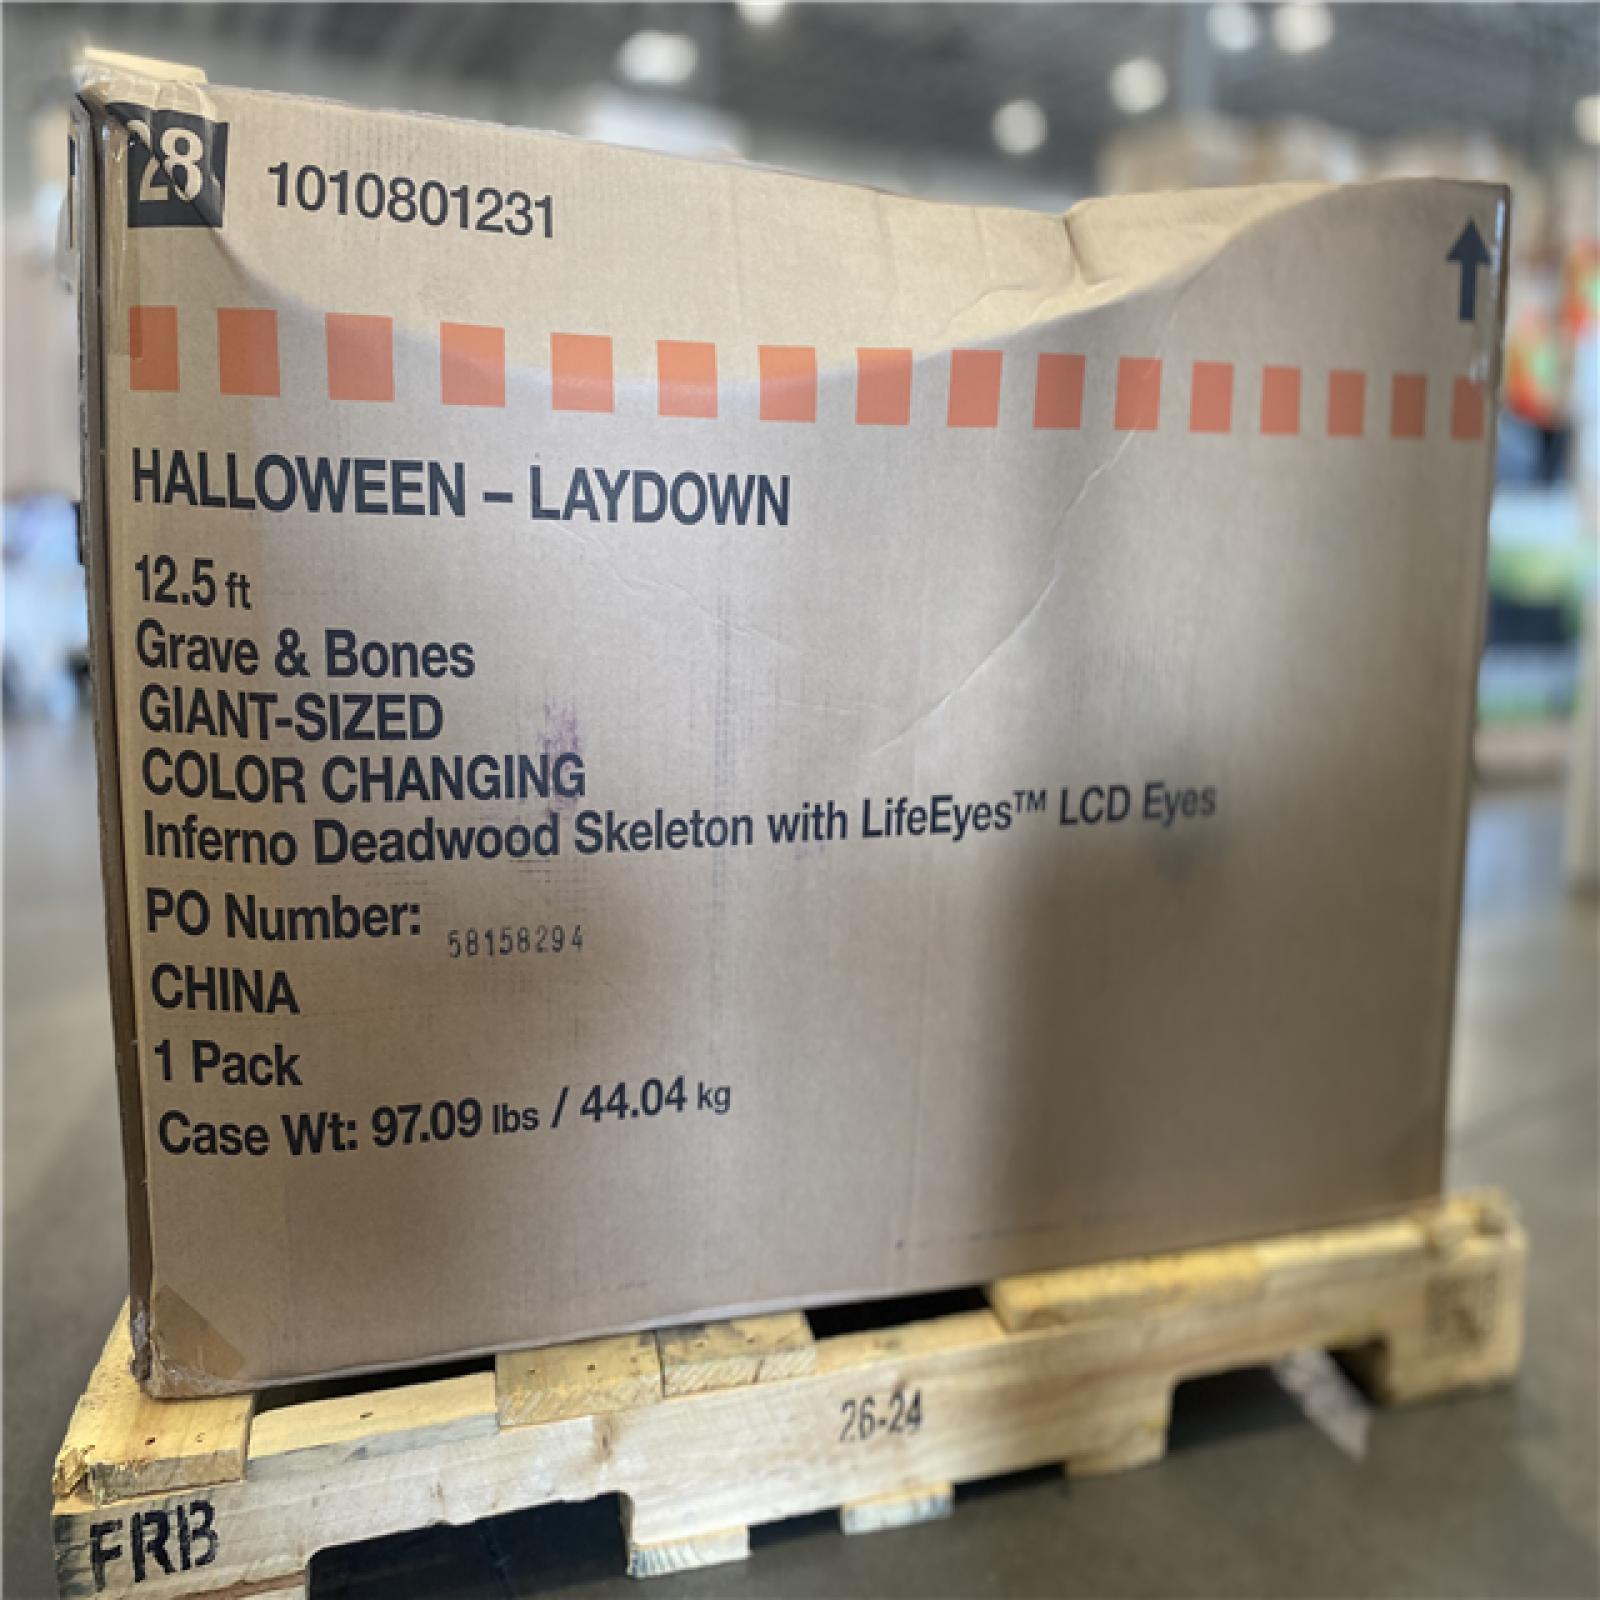 28
1010801231
HALLOWEEN – LAYDOWN
12.5 ft
Grave & Bones
GIANT-SIZED
COLOR CHANGING
Inferno Deadwood Skeleton with LifeEyes™ LCD Eyes
PO Number: 58158294
CHINA
1 Pack
Case Wt: 97.09 lbs / 44.04 kg
26-24
FRB